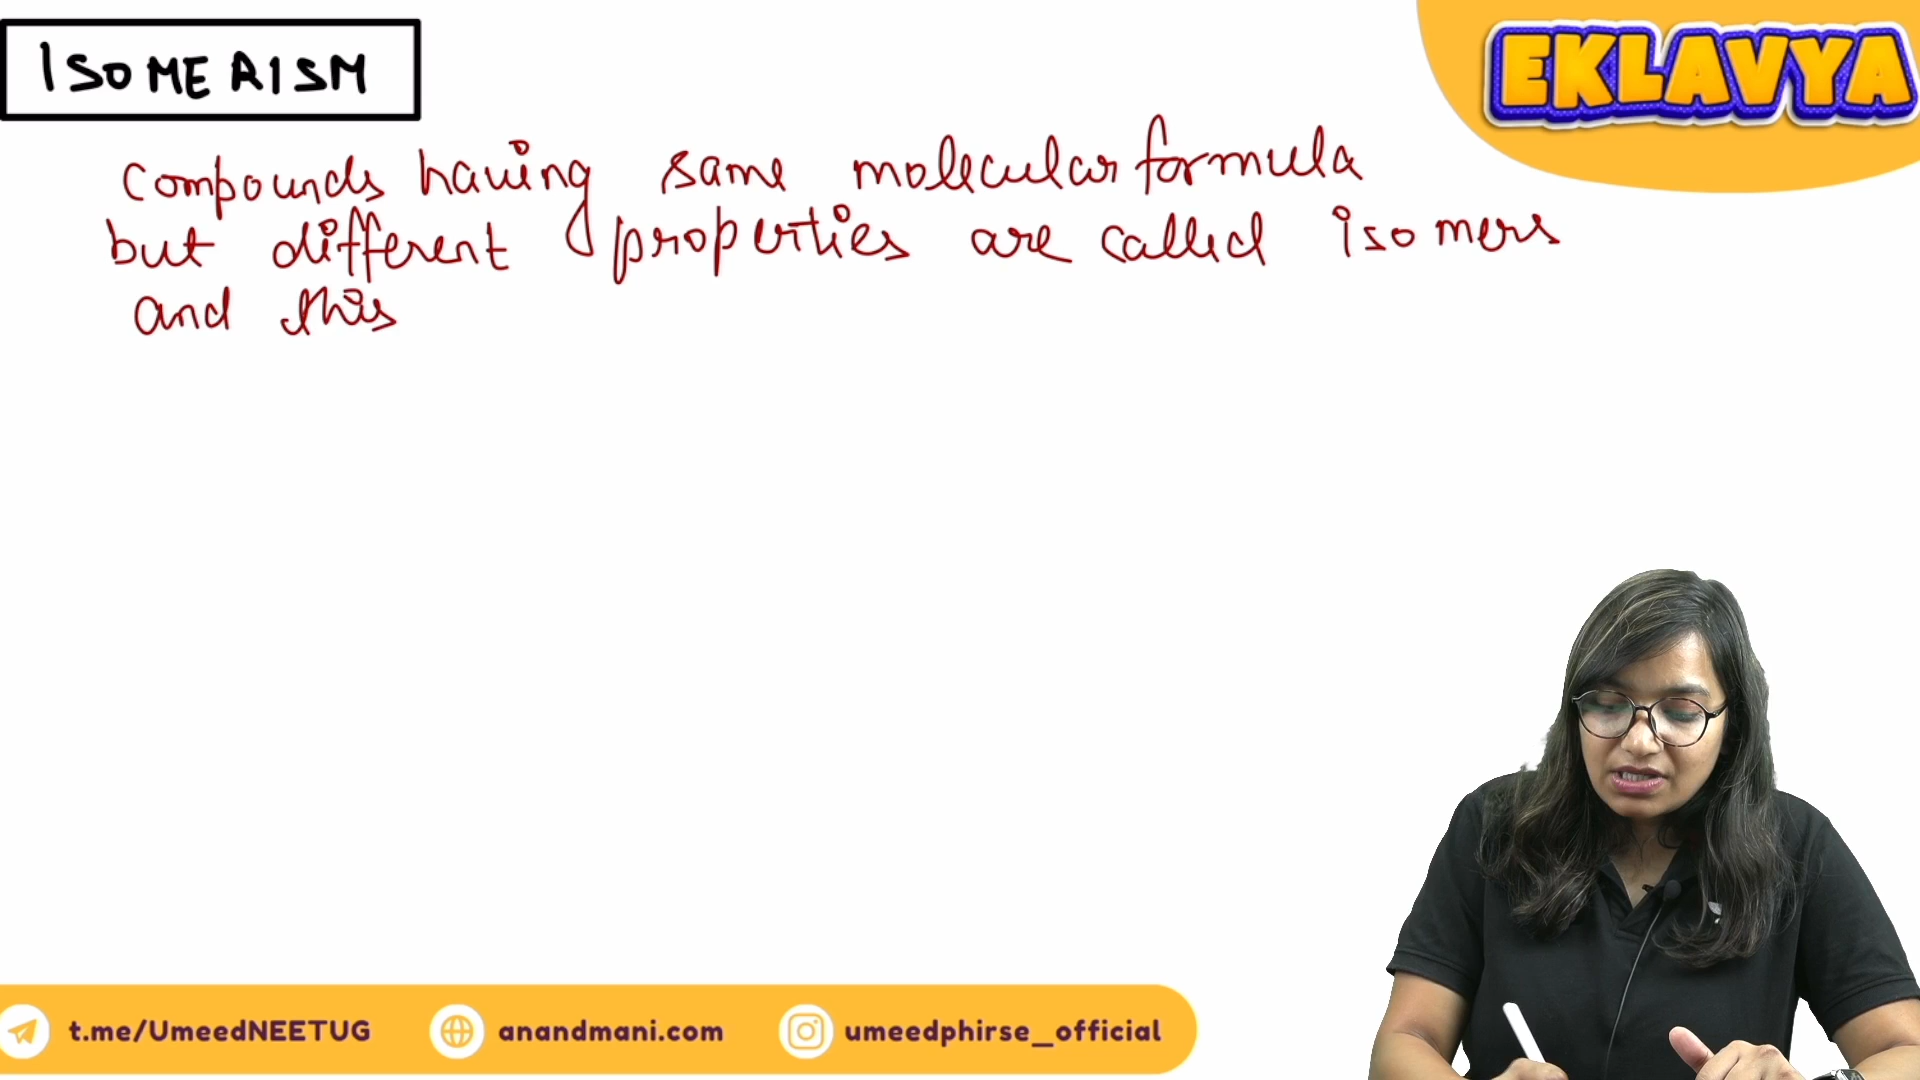 ISOMERISM
EKLAVYA
compounds having same molecular formula
but different properties are called isomers
and this
t.me/UmeedNEETUG
anandmani.com
umeedphirse_official